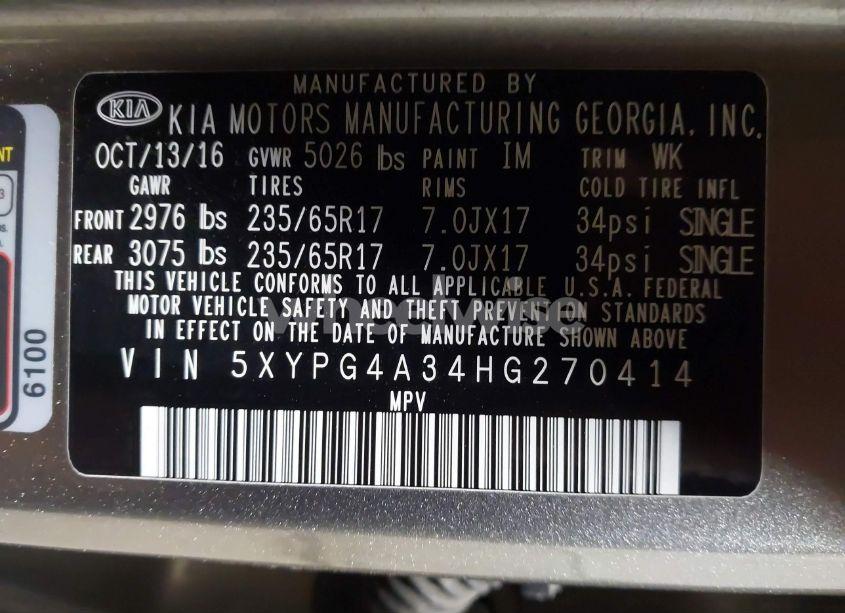 MANUFACTURED BY
KIA KIA MOTORS MANUFACTURING GEORGIA, INC.
OCT/13/16 GVWR 5026 lbs PAINT IM TRIM WK
GAWR TIRES RIMS COLD TIRE INFL
FRONT 2976 lbs 235/65R17 7.0JX17 34psi SINGLE
REAR 3075 lbs 235/65R17 7.0JX17 34psi SINGLE
THIS VEHICLE CONFORMS TO ALL APPLICABLE U.S.A. FEDERAL
MOTOR VEHICLE SAFETY AND THEFT PREVENTION STANDARDS
IN EFFECT ON THE DATE OF MANUFACTURE SHOWN ABOVE
VIN 5XYPG4A34HG270414
MPV
6100